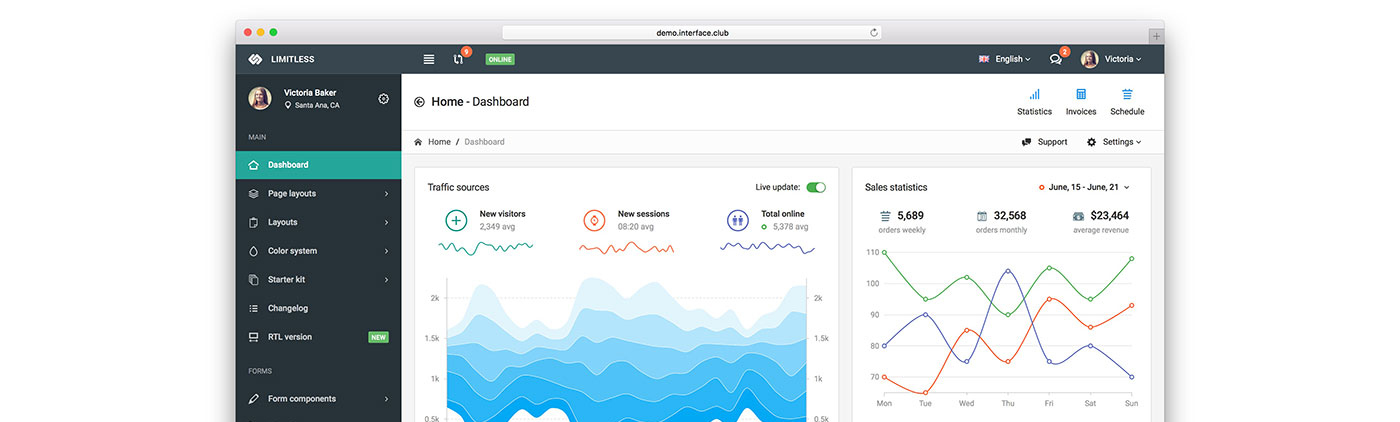 demo.interface.club
LIMITLESS
9
ONLINE
English
2
Victoria
Victoria Baker
Santa Ana, CA
MAIN
Dashboard
Page layouts
Layouts
Color system
Starter kit
Changelog
RTL version NEW
FORMS
Form components
Home - Dashboard
Statistics Invoices Schedule
Home / Dashboard
Support Settings
Traffic sources Live update:
New visitors
2,349 avg
New sessions
08:20 avg
Total online
5,378 avg
2k 2k
1.5k 1.5k
1k 1k
0.5k 0.5k
Sales statistics June, 15 - June, 21
5,689
orders weekly
32,568
orders monthly
$23,464
average revenue
110
100
90
80
70
Mon Tue Wed Thu Fri Sat Sun